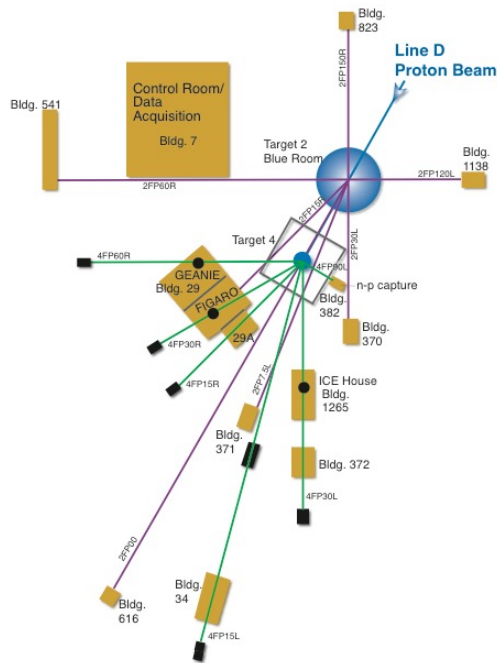 Bldg.
823
Line D
Proton Beam
2FP150R
Control Room/
Data
Acquisition
Bldg. 7
Bldg. 541
Target 2
Blue Room
Bldg.
1138
2FP60R
2FP120L
2FP15R
2FP30L
Target 4
4FP60R
GEANIE
Bldg. 29
4FP90L
n-p capture
FIGARO
Bldg.
382
Bldg.
370
29A
4FP30R
4FP15R
2FP7.5L
ICE House
Bldg.
1265
Bldg.
371
Bldg. 372
4FP30L
2FP00
Bldg.
34
Bldg.
616
4FP15L